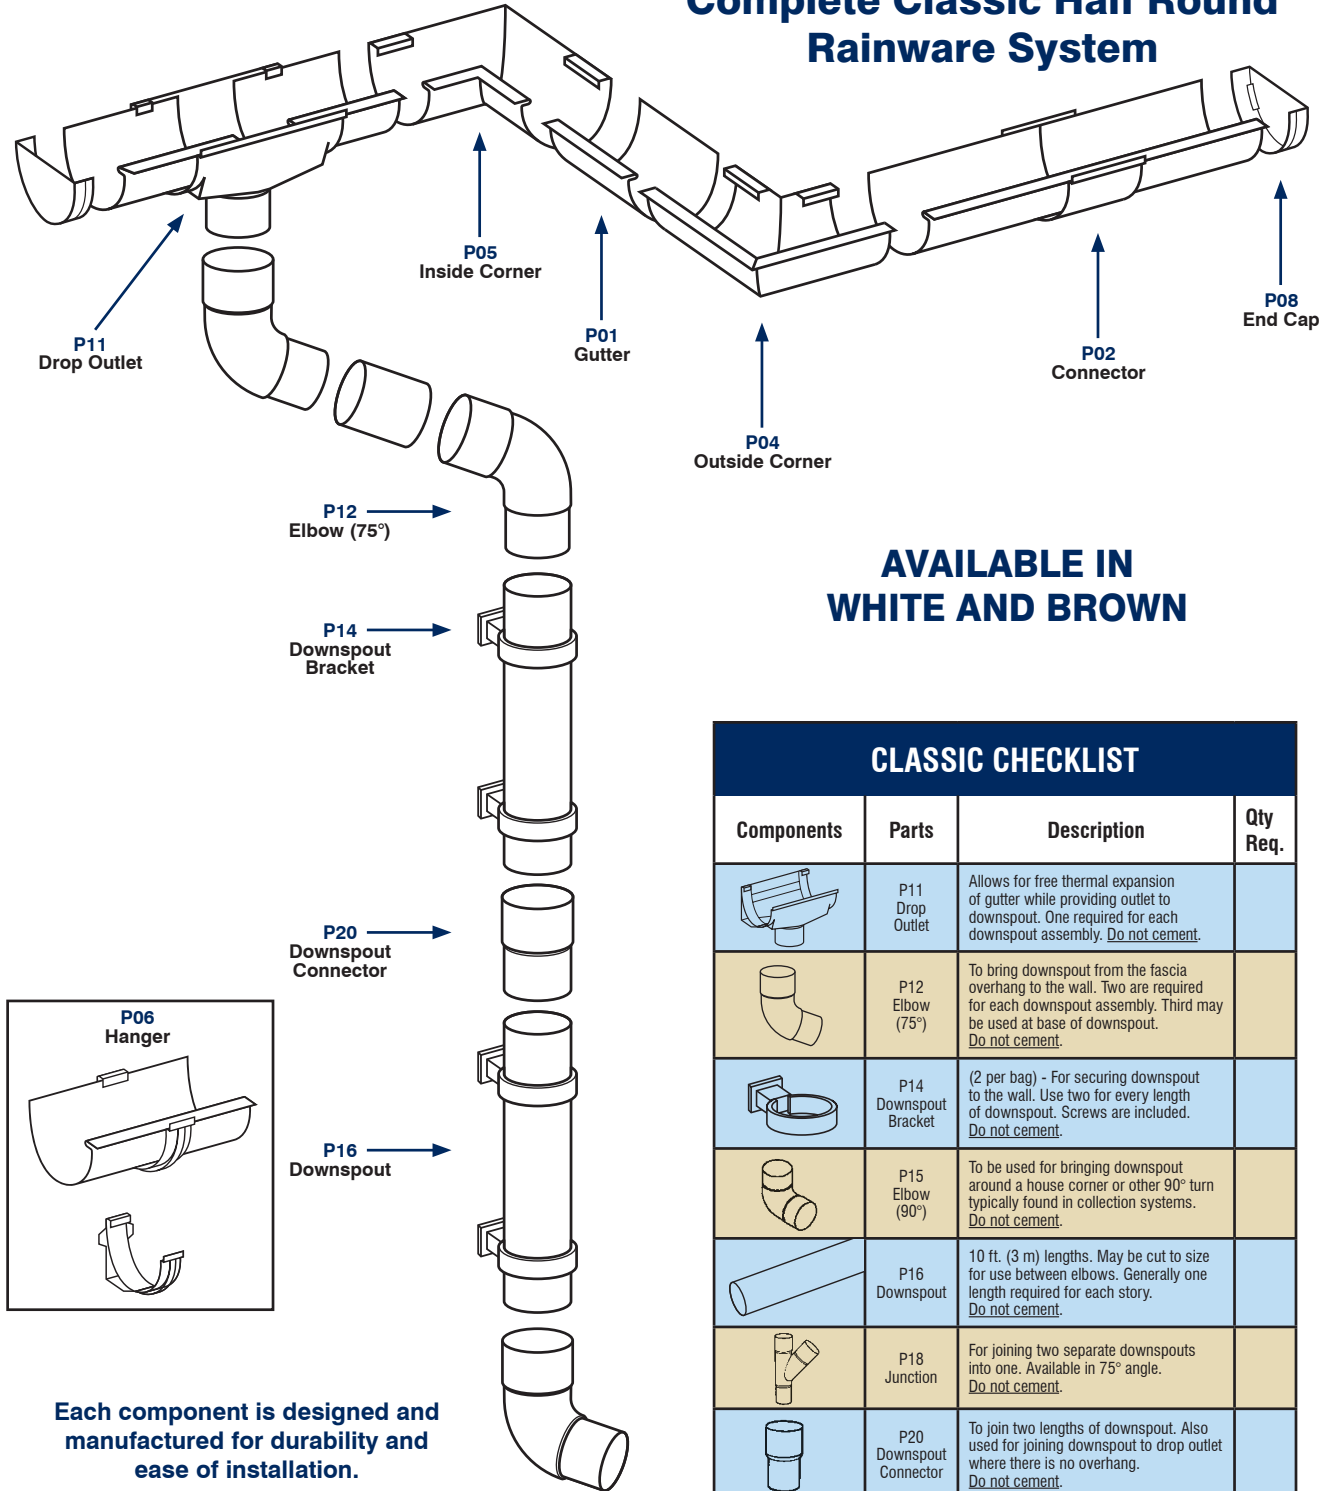 Complete Classic Half Round
Rainware System
P05
Inside Corner
P11
Drop Outlet
P01
Gutter
P08
End Cap
P02
Connector
P04
Outside Corner
P12
Elbow (75°)
P14
Downspout
Bracket
P20
Downspout
Connector
P06
Hanger
P16
Downspout
Each component is designed and
manufactured for durability and
ease of installation.
AVAILABLE IN
WHITE AND BROWN
CLASSIC CHECKLIST
Components
Parts
Description
Qty
Req.
P11
Drop
Outlet
Allows for free thermal expansion
of gutter while providing outlet to
downspout. One required for each
downspout assembly. Do not cement.
P12
Elbow
(75°)
To bring downspout from the fascia
overhang to the wall. Two are required
for each downspout assembly. Third may
be used at base of downspout.
Do not cement.
P14
Downspout
Bracket
(2 per bag) - For securing downspout
to the wall. Use two for every length
of downspout. Screws are included.
Do not cement.
P15
Elbow
(90°)
To be used for bringing downspout
around a house corner or other 90° turn
typically found in collection systems.
Do not cement.
P16
Downspout
10 ft. (3 m) lengths. May be cut to size
for use between elbows. Generally one
length required for each story.
Do not cement.
P18
Junction
For joining two separate downspouts
into one. Available in 75° angle.
Do not cement.
P20
Downspout
Connector
To join two lengths of downspout. Also
used for joining downspout to drop outlet
where there is no overhang.
Do not cement.